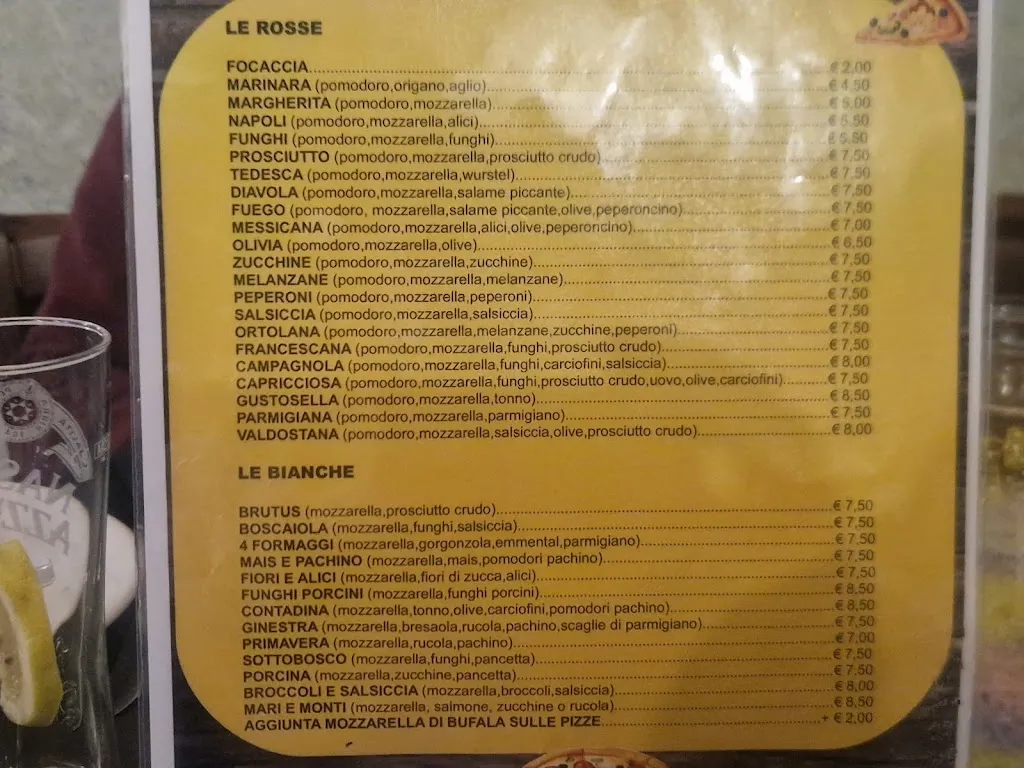 LE ROSSE
FOCACCIA..........€ 2,00
MARINARA (pomodoro,origano,aglio)..........€ 4,50
MARGHERITA (pomodoro,mozzarella)..........€ 5,00
NAPOLI (pomodoro,mozzarella,alici)..........€
FUNGHI (pomodoro,mozzarella,funghi)..........€
PROSCIUTTO (pomodoro,mozzarella,prosciutto crudo)..........€ 7,50
TEDESCA (pomodoro,mozzarella,wurstel)..........€ 7,50
DIAVOLA (pomodoro,mozzarella,salame piccante)..........€ 7,50
FUEGO (pomodoro, mozzarella,salame piccante,olive,peperoncino)..........€ 7,50
MESSICANA (pomodoro,mozzarella,alici,olive,peperoncino)..........€ 7,00
OLIVIA (pomodoro,mozzarella,olive)..........€ 6,50
ZUCCHINE (pomodoro,mozzarella,zucchine)..........€ 7,50
MELANZANE (pomodoro,mozzarella,melanzane)..........€ 7,50
PEPERONI (pomodoro,mozzarella,peperoni)..........€ 7,50
SALSICCIA (pomodoro,mozzarella,salsiccia)..........€ 7,50
ORTOLANA (pomodoro,mozzarella,melanzane,zucchine,peperoni)..........€ 7,50
FRANCESCANA (pomodoro,mozzarella,funghi,prosciutto crudo)..........€ 7,50
CAMPAGNOLA (pomodoro,mozzarella,funghi,carciofini,salsiccia)..........€ 8,00
CAPRICCIOSA (pomodoro,mozzarella,funghi,prosciutto crudo,uovo,olive,carciofini)..........€ 7,50
GUSTOSELLA (pomodoro,mozzarella,tonno)..........€ 8,50
PARMIGIANA (pomodoro,mozzarella,parmigiano)..........€ 7,50
VALDOSTANA (pomodoro,mozzarella,salsiccia,olive,prosciutto crudo)..........€ 8,00
LE BIANCHE
BRUTUS (mozzarella,prosciutto crudo)..........€ 7,50
BOSCAIOLA (mozzarella,funghi,salsiccia)..........€ 7,50
4 FORMAGGI (mozzarella,gorgonzola,emmental,parmigiano)..........€ 7,50
MAIS E PACHINO (mozzarella,mais,pomodori pachino)..........€ 7,50
FIORI E ALICI (mozzarella,fiori di zucca,alici)..........€ 7,50
FUNGHI PORCINI (mozzarella,funghi porcini)..........€ 8,50
CONTADINA (mozzarella,tonno,olive,carciofini,pomodori pachino)..........€ 8,50
GINESTRA (mozzarella,bresaola,rucola,pachino,scaglie di parmigiano)..........€ 7,50
PRIMAVERA (mozzarella,rucola,pachino)..........€ 7,00
SOTTOBOSCO (mozzarella,funghi,pancetta)..........€ 7,50
PORCINA (mozzarella,zucchine,pancetta)..........€ 7,50
BROCCOLI E SALSICCIA (mozzarella,broccoli,salsiccia)..........€ 8,00
MARI E MONTI (mozzarella, salmone, zucchine o rucola)..........€ 8,50
AGGIUNTA MOZZARELLA DI BUFALA SULLE PIZZE..........+ € 2,00